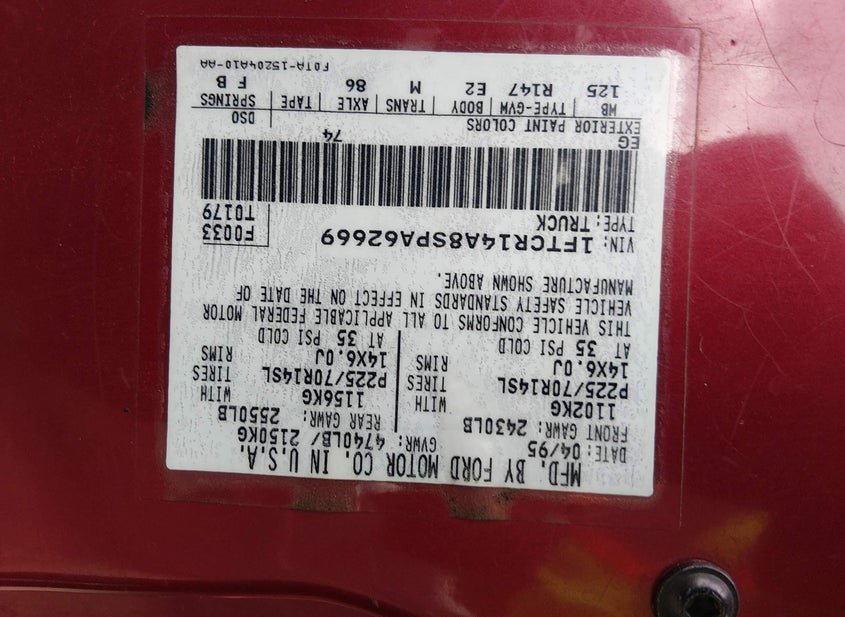 MFD. BY FORD MOTOR CO. IN U.S.A.
DATE: 04/95 GVWR: 4740LB/ 2150KG
FRONT GAWR: 2430LB REAR GAWR: 2550LB
1102KG WITH 1156KG WITH
P225/70R14SL TIRES P225/70R14SL TIRES
14X6.0J RIMS 14X6.0J RIMS
AT 35 PSI COLD AT 35 PSI COLD
THIS VEHICLE CONFORMS TO ALL APPLICABLE FEDERAL MOTOR
VEHICLE SAFETY STANDARDS IN EFFECT ON THE DATE OF
MANUFACTURE SHOWN ABOVE.
VIN: 1FTCR14A8SPA62669 F0033
TYPE: TRUCK T0179
EG 74
EXTERIOR PAINT COLORS DSO
WB TYPE-GVM BODY TRANS AXLE TAPE SPRINGS
125 R147 E2 M 86 F B
F0TA-15204A10-AA